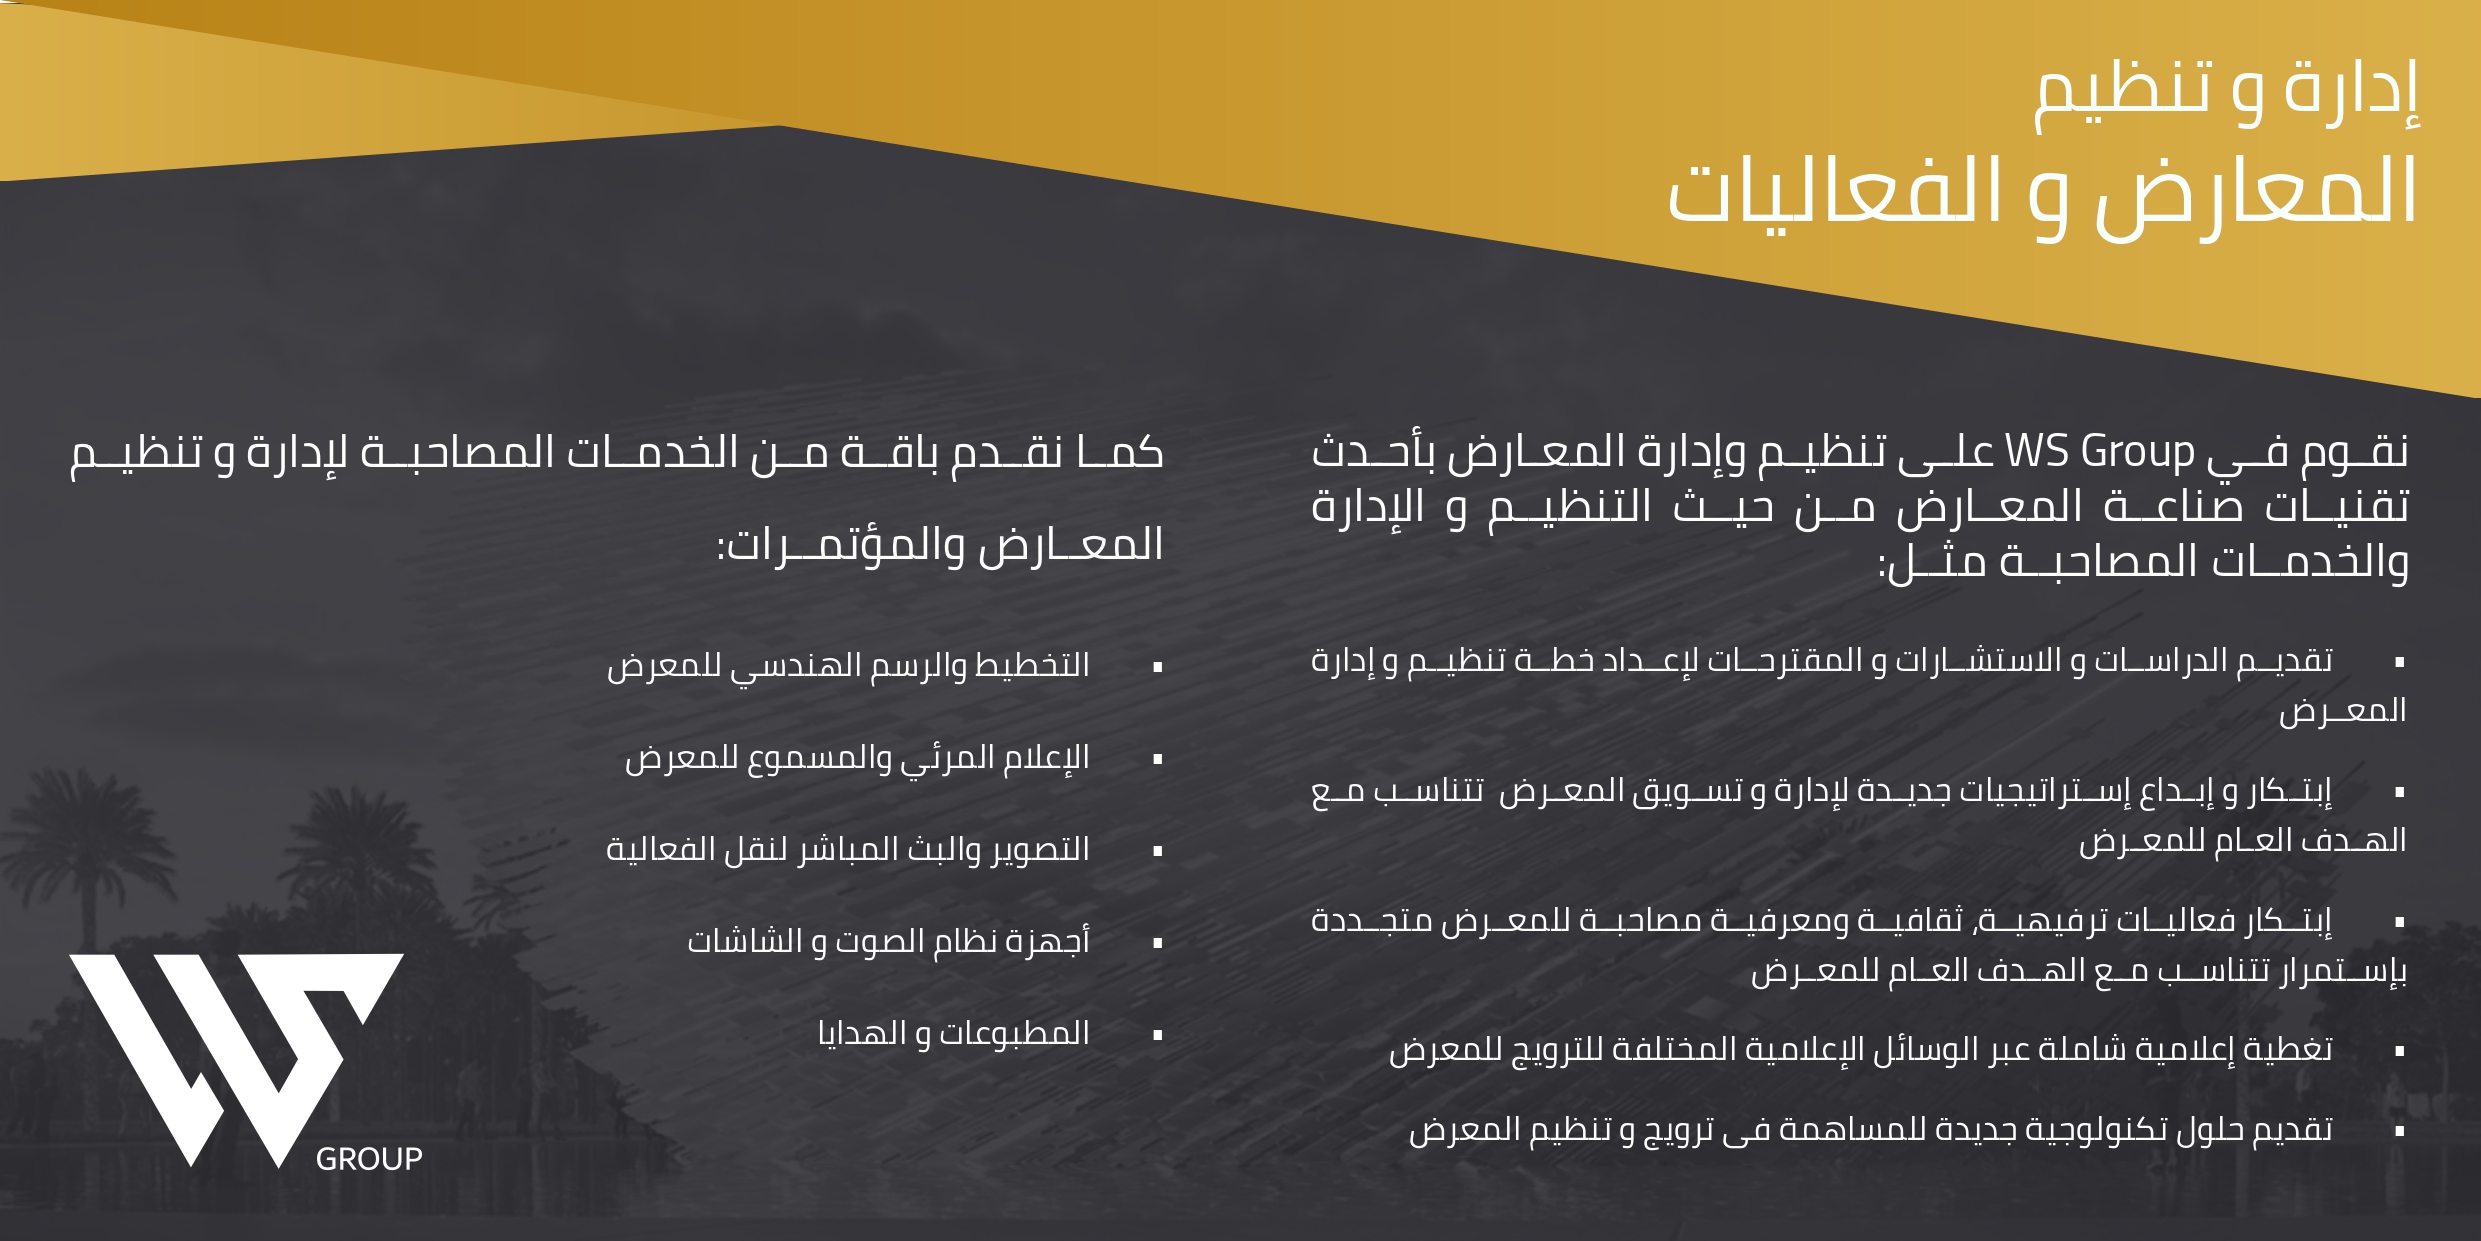 إدارة و تنظيم
المعارض و الفعاليات
نقوم في WS Group على تنظيم وإدارة المعارض بأحدث
تقنيات صناعة المعارض من حيث التنظيم و الإدارة
والخدمات المصاحبة مثل:
▪ تقديم الدراسات و الاستشارات و المقترحات لإعداد خطة تنظيم و إدارة
المعرض
▪ إبتكار و إبداع إستراتيجيات جديدة لإدارة و تسويق المعرض تتناسب مع
الهدف العام للمعرض
▪ إبتكار فعاليات ترفيهية, ثقافية ومعرفية مصاحبة للمعرض متجددة
بإستمرار تتناسب مع الهدف العام للمعرض
▪ تغطية إعلامية شاملة عبر الوسائل الإعلامية المختلفة للترويج للمعرض
▪ تقديم حلول تكنولوجية جديدة للمساهمة فى ترويج و تنظيم المعرض
كما نقدم باقة من الخدمات المصاحبة لإدارة و تنظيم
المعارض والمؤتمرات:
▪ التخطيط والرسم الهندسي للمعرض
▪ الإعلام المرئي والمسموع للمعرض
▪ التصوير والبث المباشر لنقل الفعالية
▪ أجهزة نظام الصوت و الشاشات
▪ المطبوعات و الهدايا
WS
GROUP